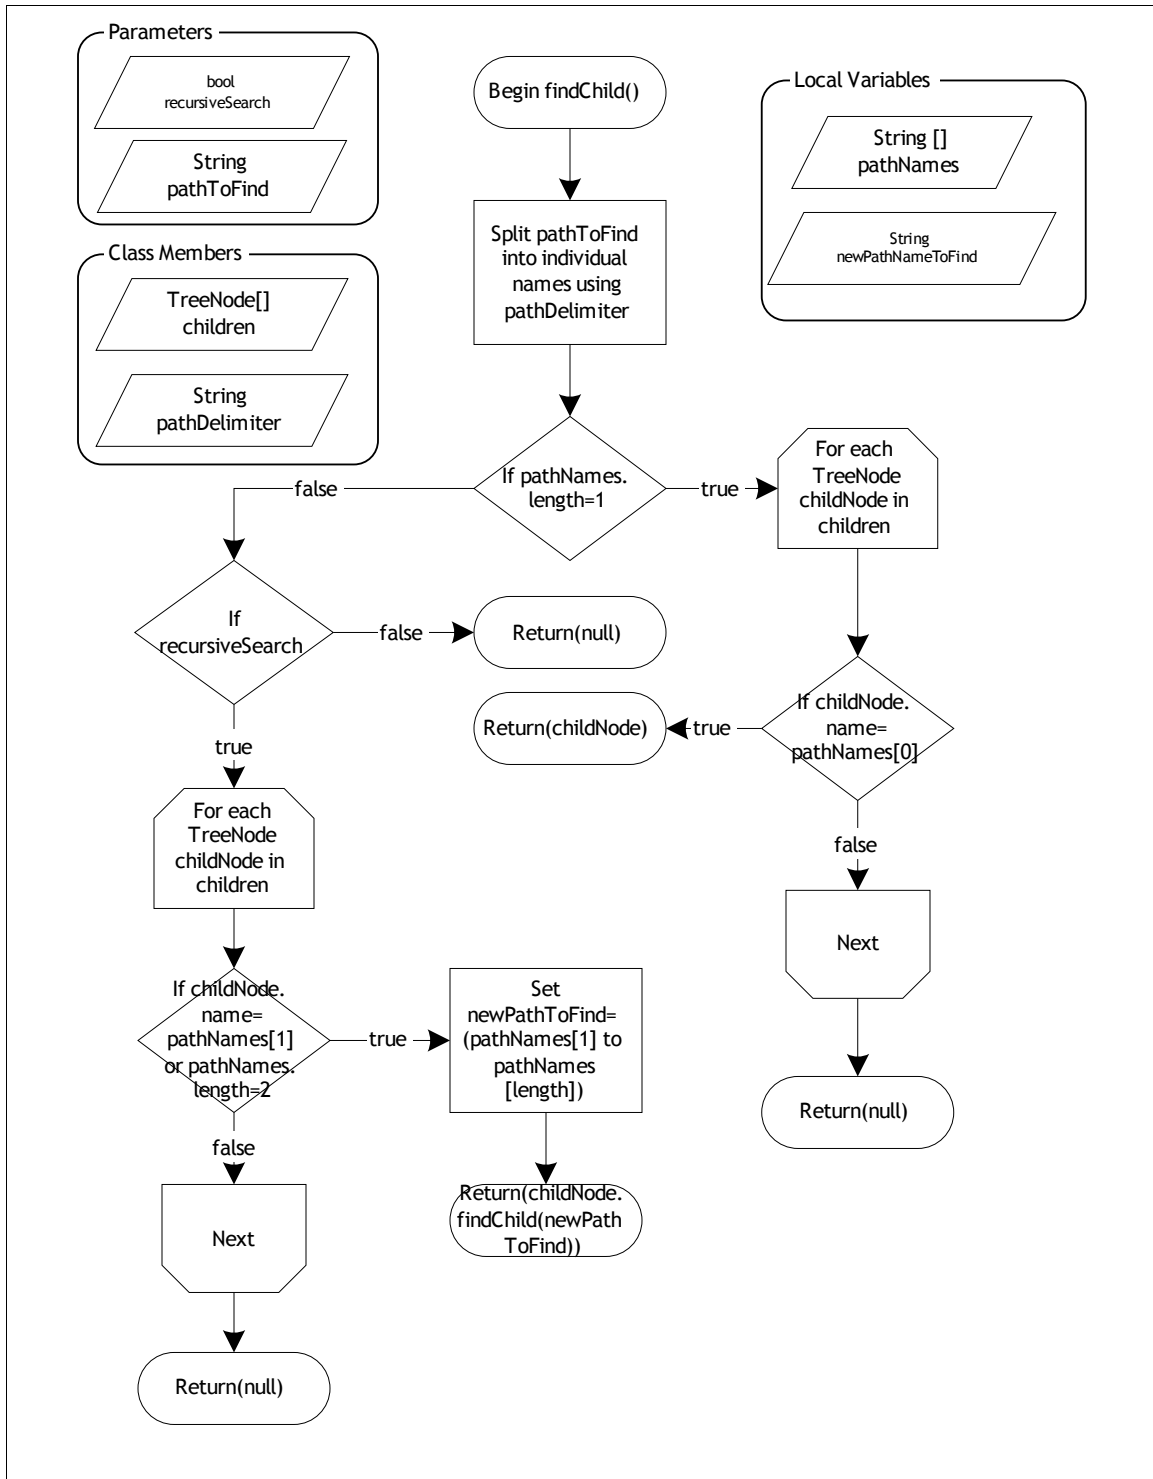 Parameters
bool
recursiveSearch
String
pathToFind
Class Members
TreeNode[]
children
String
pathDelimiter
Begin findChild()
Local Variables
String []
pathNames
String
newPathNameToFind
Split pathToFind
into individual
names using
pathDelimiter
If pathNames.
length=1
false
true
For each
TreeNode
childNode in
children
If
recursiveSearch
false
Return(null)
If childNode.
name=
pathNames[0]
true
Return(childNode)
false
Next
Return(null)
true
For each
TreeNode
childNode in
children
If childNode.
name=
pathNames[1]
or pathNames.
length=2
true
Set
newPathToFind=
(pathNames[1] to
pathNames
[length])
Return(childNode.
findChild(newPath
ToFind))
false
Next
Return(null)